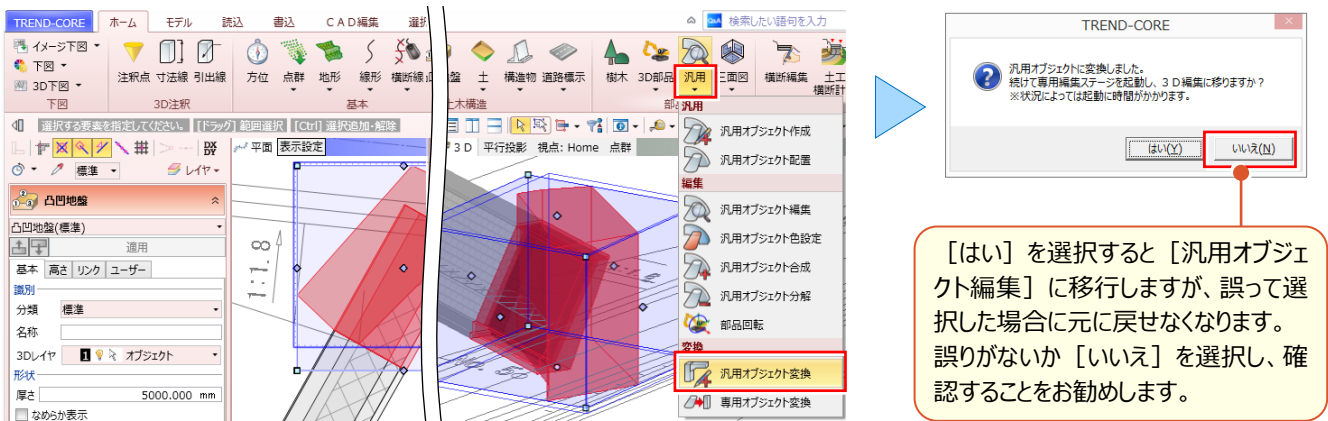 TREND-CORE ホーム モデル 読込 書込 CAD編集 選択
Q&A 検索したい語句を入力
イメージ下図
下図
3D下図
注釈点 寸法線 引出線
方位 点群 地形 線形 横断線
土 構造物 道路標示
樹木 3D部品 汎用 三面図 横断編集 土工
横断計
下図 3D注釈 基本 土木構造
選択する要素を指定してください。 [ドラッグ] 範囲選択 [Ctrl] 選択追加・解除
平面 表示設定
3D 平行投影 視点: Home 点群
標準 レイヤ
凸凹地盤
凸凹地盤(標準)
適用
基本 高さ リンク ユーザー
識別
分類 標準
名称
3Dレイヤ 1 オブジェクト
形状
厚さ 5000.000 mm
なめらか表示
1:1.8
汎用
汎用オブジェクト作成
汎用オブジェクト配置
編集
汎用オブジェクト編集
汎用オブジェクト色設定
汎用オブジェクト合成
汎用オブジェクト分解
部品回転
変換
汎用オブジェクト変換
専用オブジェクト変換
TREND-CORE
汎用オブジェクトに変換しました。
続けて専用編集ステージを起動し、3D編集に移りますか？
※状況によっては起動に時間がかかります。
はい(Y) いいえ(N)
［はい］を選択すると［汎用オブジェ
クト編集］に移行しますが、誤って選
択した場合に元に戻せなくなります。
誤りがないか［いいえ］を選択し、確
認することをお勧めします。